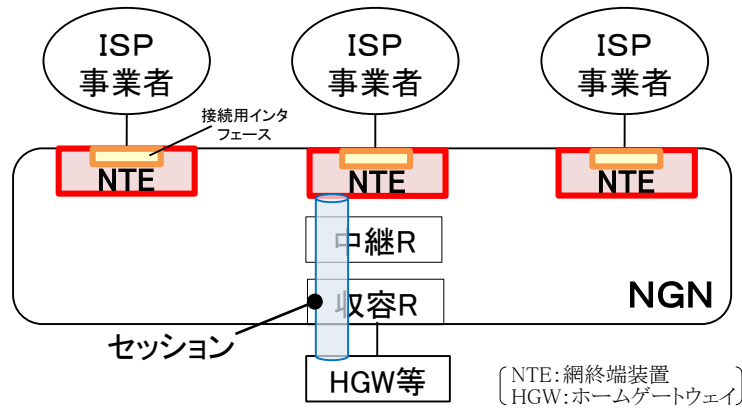 ISP
事業者
ISP
事業者
ISP
事業者
接続用インタ
フェース
NTE
NTE
NTE
中継R
収容R
NGN
セッション
HGW等
NTE:網終端装置
HGW:ホームゲートウェイ